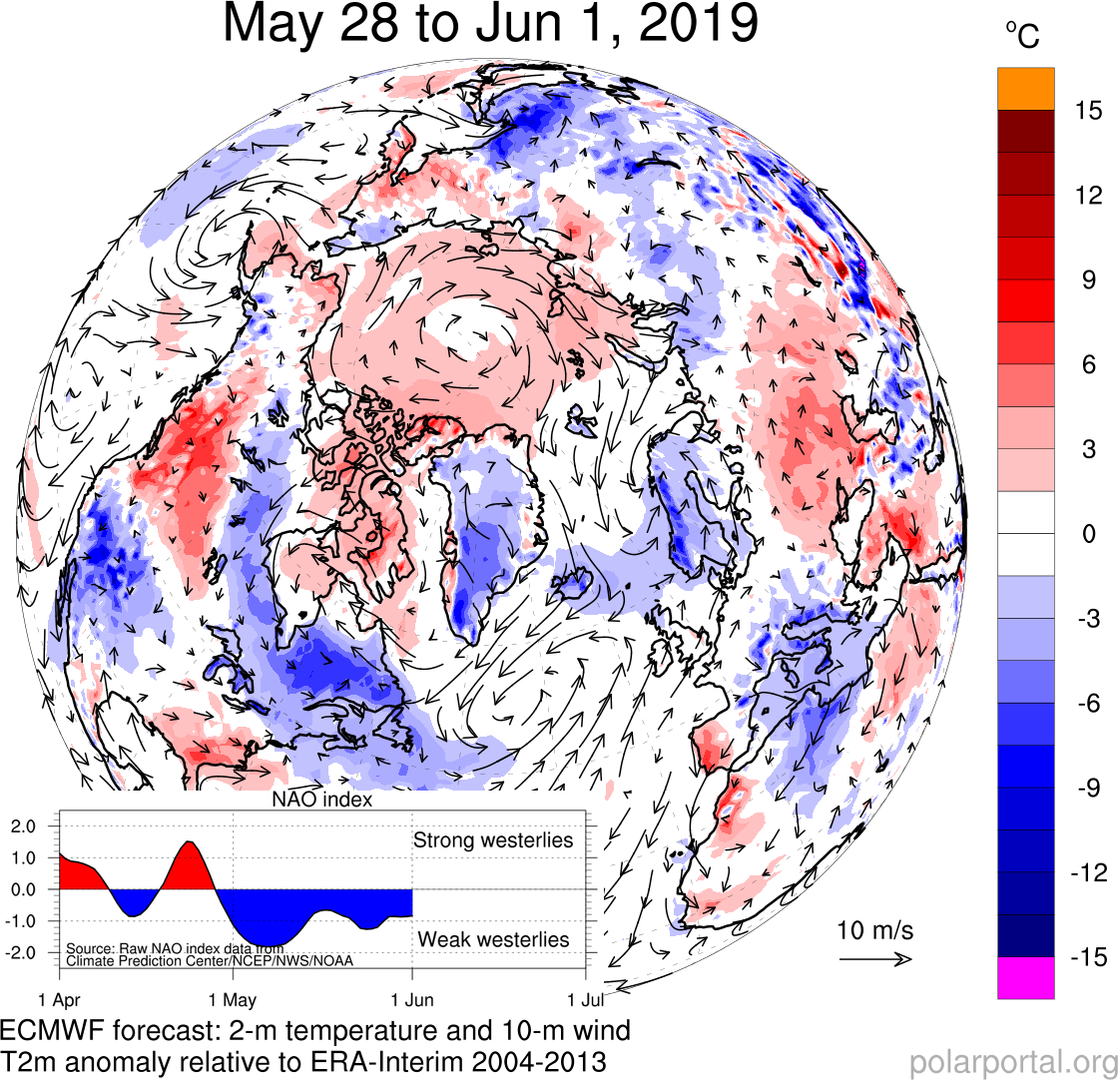 May 28 to Jun 1, 2019
°C
15
12
9
6
3
0
-3
-6
-9
-12
-15
10 m/s
NAO index
2.0
1.0
0.0
-1.0
-2.0
Strong westerlies
Weak westerlies
Source: Raw NAO index data from
Climate Prediction Center/NCEP/NWS/NOAA
1 Apr
1 May
1 Jun
1 Jul
ECMWF forecast: 2-m temperature and 10-m wind
T2m anomaly relative to ERA-Interim 2004-2013
polarportal.org